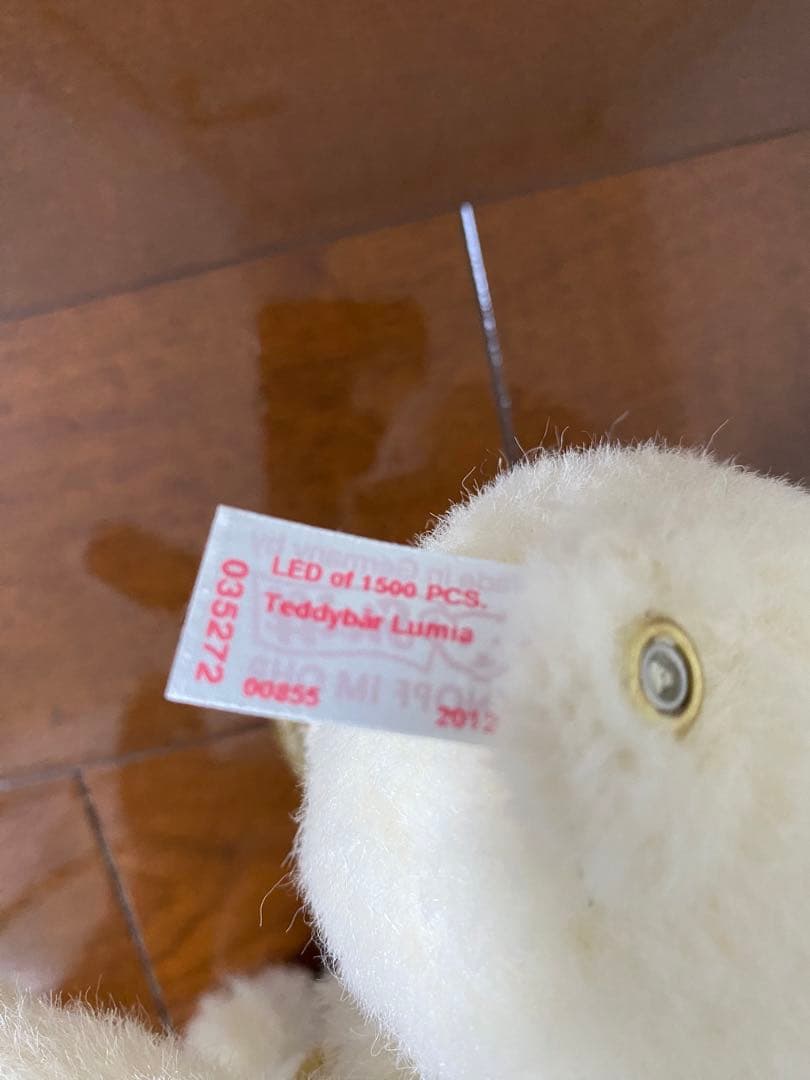 LED of 1500 PCS.
Teddybär Lumia
035272
00855
2012